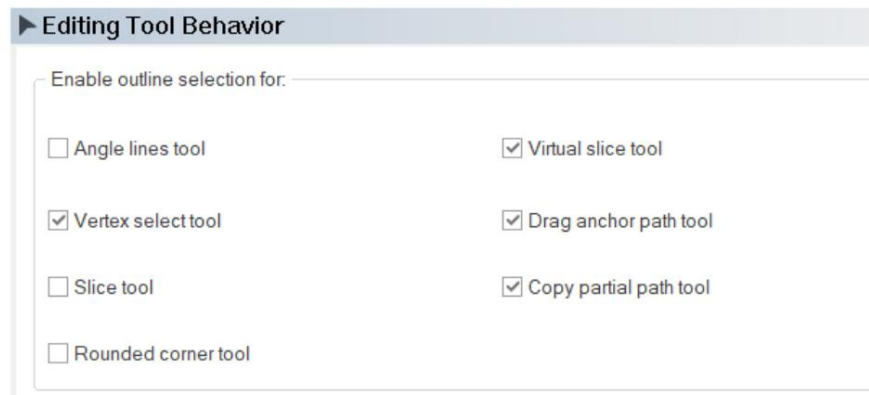 Editing Tool Behavior
Enable outline selection for:
Angle lines tool
Virtual slice tool
Vertex select tool
Drag anchor path tool
Slice tool
Copy partial path tool
Rounded corner tool